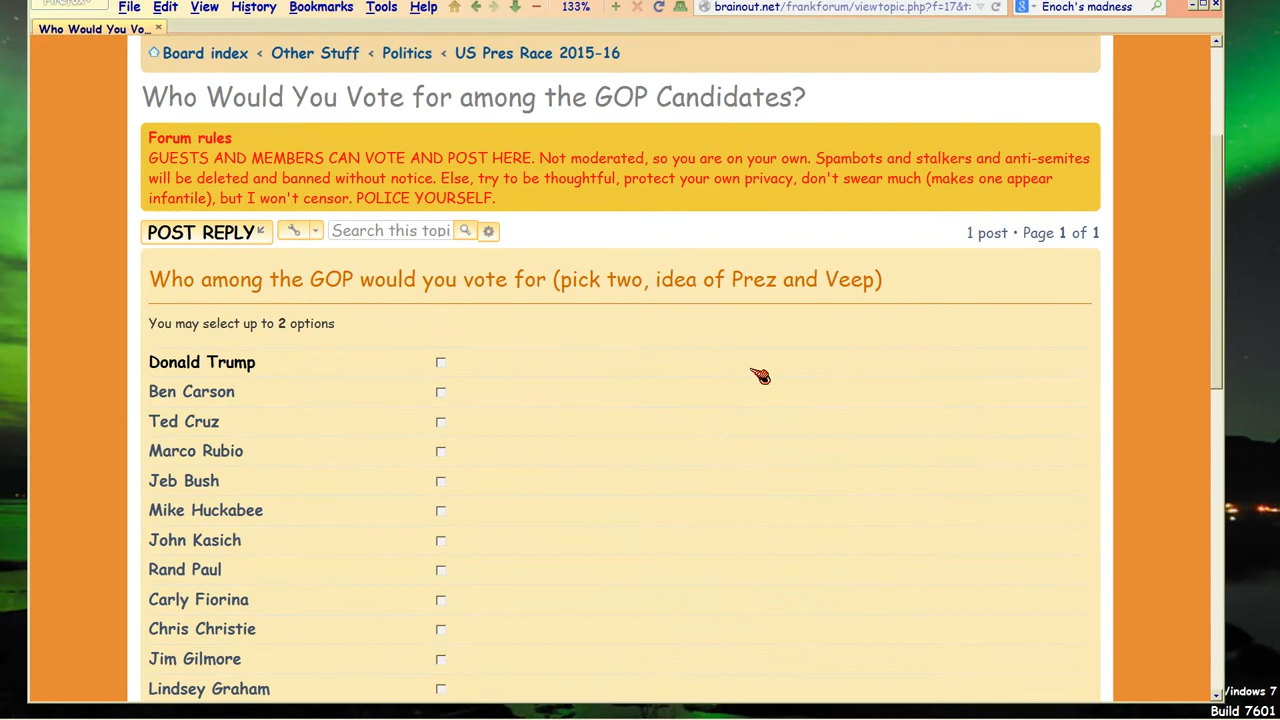 File Edit View History Bookmarks Tools Help 133% brainout.net/frankforum/viewtopic.php?f=17&t: Enoch's madness
Who Would You Vo...
Board index < Other Stuff < Politics < US Pres Race 2015-16
Who Would You Vote for among the GOP Candidates?
Forum rules
GUESTS AND MEMBERS CAN VOTE AND POST HERE. Not moderated, so you are on your own. Spambots and stalkers and anti-semites
will be deleted and banned without notice. Else, try to be thoughtful, protect your own privacy, don't swear much (makes one appear
infantile), but I won't censor. POLICE YOURSELF.
POST REPLY Search this topi 1 post • Page 1 of 1
Who among the GOP would you vote for (pick two, idea of Prez and Veep)
You may select up to 2 options
Donald Trump
Ben Carson
Ted Cruz
Marco Rubio
Jeb Bush
Mike Huckabee
John Kasich
Rand Paul
Carly Fiorina
Chris Christie
Jim Gilmore
Lindsey Graham
Windows 7
Build 7601